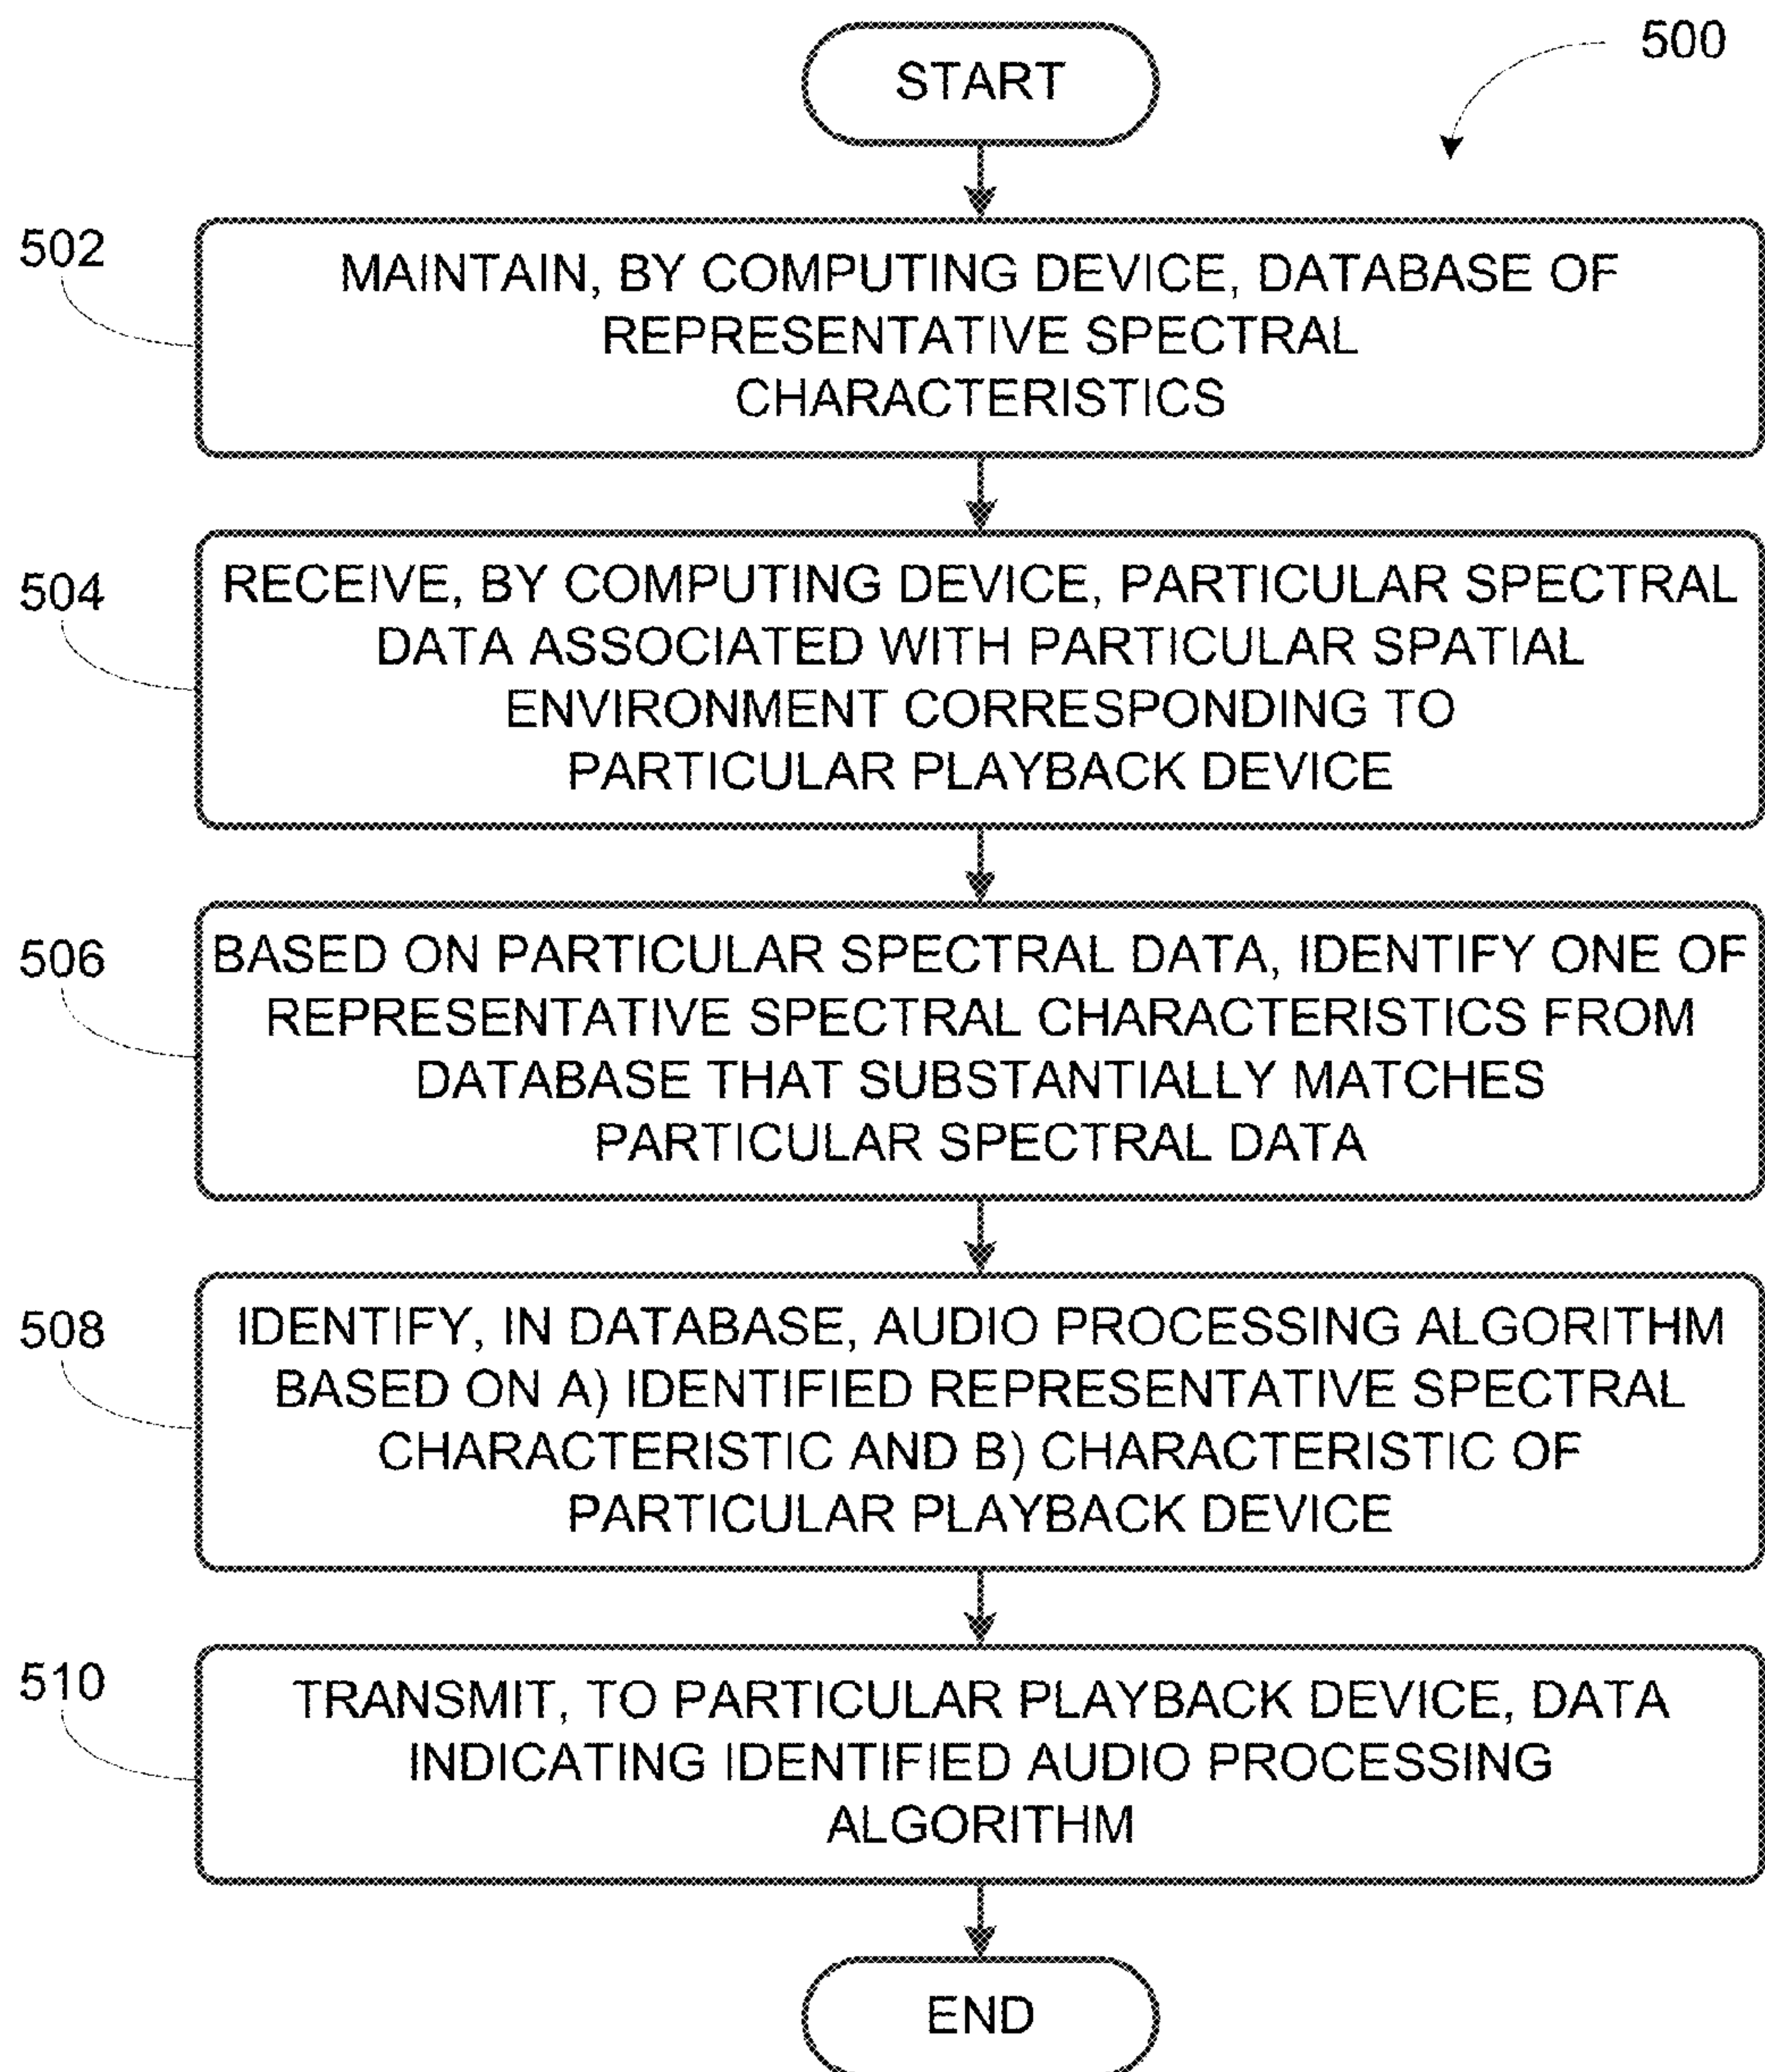 START
500
502
MAINTAIN, BY COMPUTING DEVICE, DATABASE OF
REPRESENTATIVE SPECTRAL
CHARACTERISTICS
504
RECEIVE, BY COMPUTING DEVICE, PARTICULAR SPECTRAL
DATA ASSOCIATED WITH PARTICULAR SPATIAL
ENVIRONMENT CORRESPONDING TO
PARTICULAR PLAYBACK DEVICE
506
BASED ON PARTICULAR SPECTRAL DATA, IDENTIFY ONE OF
REPRESENTATIVE SPECTRAL CHARACTERISTICS FROM
DATABASE THAT SUBSTANTIALLY MATCHES
PARTICULAR SPECTRAL DATA
508
IDENTIFY, IN DATABASE, AUDIO PROCESSING ALGORITHM
BASED ON A) IDENTIFIED REPRESENTATIVE SPECTRAL
CHARACTERISTIC AND B) CHARACTERISTIC OF
PARTICULAR PLAYBACK DEVICE
510
TRANSMIT, TO PARTICULAR PLAYBACK DEVICE, DATA
INDICATING IDENTIFIED AUDIO PROCESSING
ALGORITHM
END